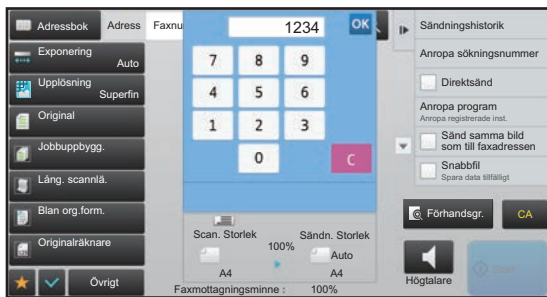 Adressbok
Adress
Faxnu
1234
OK
Sändningshistorik
Exponering
Auto
Anropa sökningsnummer
7 8 9
Upplösning
Superfin
Direktsänd
4 5 6
Original
Anropa program
Anropa registrerade inst.
1 2 3
Jobbuppbygg.
Sänd samma bild
som till faxadressen
0 C
Lång. scannlä.
Snabbfil
Spara data tillfälligt
Blan org.form.
Förhandsgr.
CA
Scan. Storlek
100%
Sändn. Storlek
Auto
Originalräknare
A4
A4
Högtalare
Start
Övrigt
Faxmottagningsminne : 100%